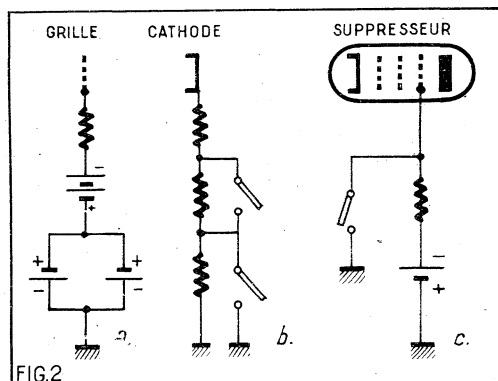 GRILLE CATHODE SUPPRESSEUR
-
+
+ +
- -
-
+
a. b. c.
FIG.2